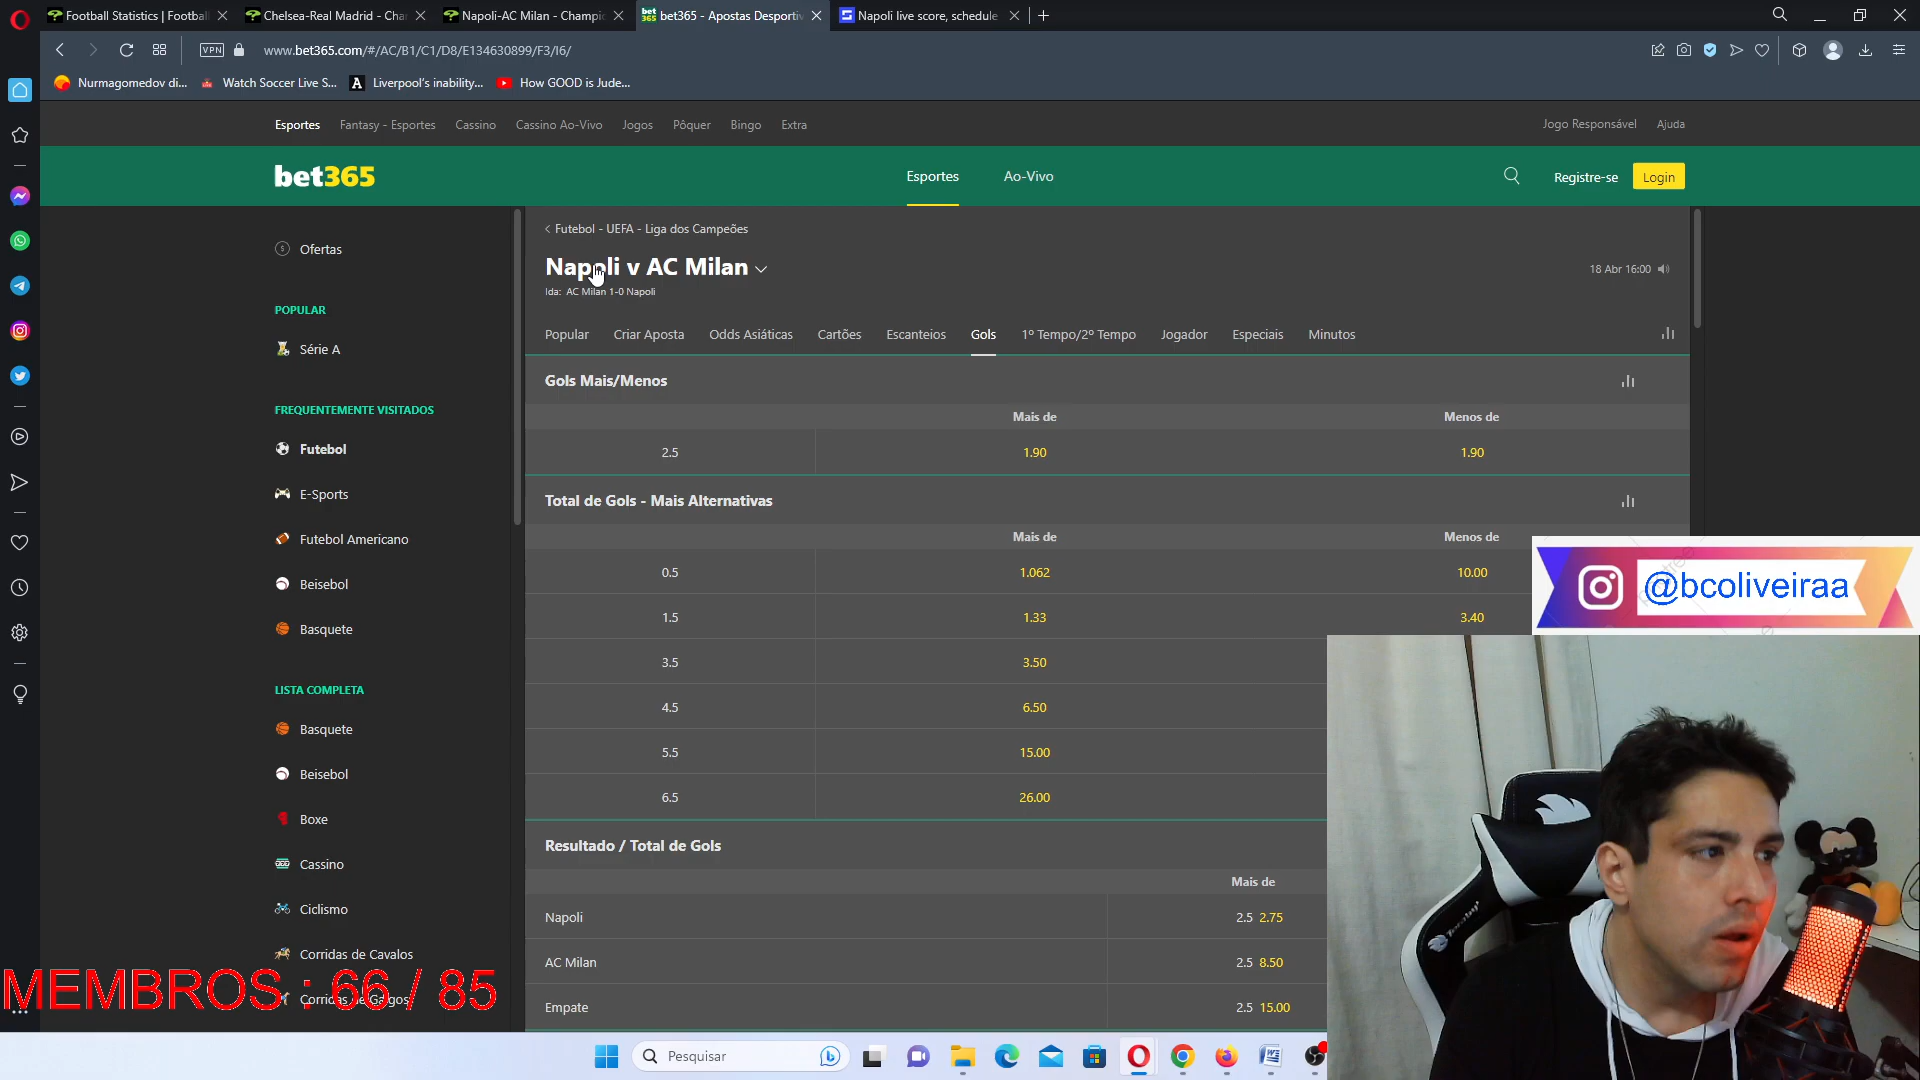 Football Statistics | Football
Chelsea-Real Madrid - Cha
Napoli-AC Milan - Champio
bet365 - Apostas Desportiv
Napoli live score, schedule
VPN
www.bet365.com/#/AC/B1/C1/D8/E134630899/F3/I6/
Nurmagomedov di...
Watch Soccer Live S...
Liverpool's inability...
How GOOD is Jude...
Esportes
Fantasy - Esportes
Cassino
Cassino Ao-Vivo
Jogos
Pôquer
Bingo
Extra
Jogo Responsável
Ajuda
bet365
Esportes
Ao-Vivo
Registre-se
Login
Ofertas
POPULAR
Série A
FREQUENTEMENTE VISITADOS
Futebol
E-Sports
Futebol Americano
Beisebol
Basquete
LISTA COMPLETA
Basquete
Beisebol
Boxe
Cassino
Ciclismo
Corridas de Cavalos
Corridas de Galgos
MEMBROS : 66 / 85
Futebol - UEFA - Liga dos Campeões
Napoli v AC Milan
18 Abr 16:00
Ida: AC Milan 1-0 Napoli
Popular
Criar Aposta
Odds Asiáticas
Cartões
Escanteios
Gols
1º Tempo/2º Tempo
Jogador
Especiais
Minutos
Gols Mais/Menos
Mais de
Menos de
2.5
1.90
1.90
Total de Gols - Mais Alternativas
Mais de
Menos de
0.5
1.062
10.00
1.5
1.33
3.40
3.5
3.50
4.5
6.50
5.5
15.00
6.5
26.00
Resultado / Total de Gols
Mais de
Napoli
2.5 2.75
AC Milan
2.5 8.50
Empate
2.5 15.00
@bcoliveiraa
Pesquisar